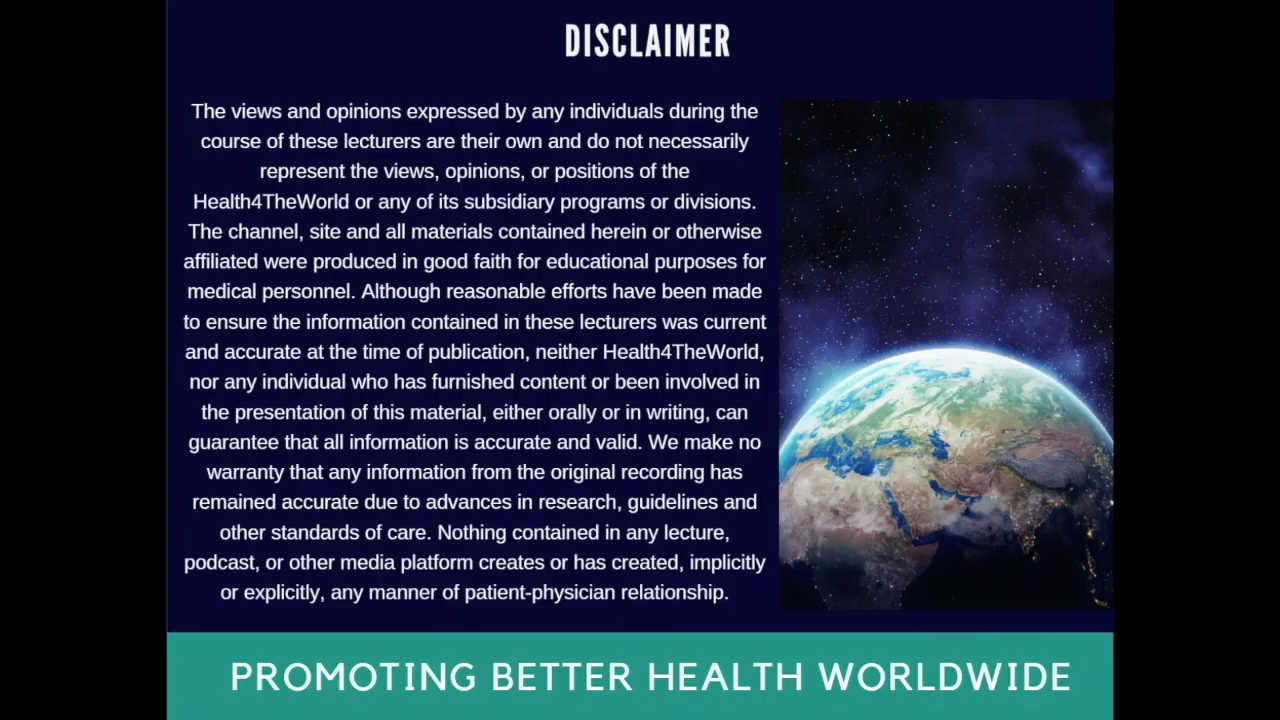 DISCLAIMER
The views and opinions expressed by any individuals during the
course of these lecturers are their own and do not necessarily
represent the views, opinions, or positions of the
Health4TheWorld or any of its subsidiary programs or divisions.
The channel, site and all materials contained herein or otherwise
affiliated were produced in good faith for educational purposes for
medical personnel. Although reasonable efforts have been made
to ensure the information contained in these lecturers was current
and accurate at the time of publication, neither Health4TheWorld,
nor any individual who has furnished content or been involved in
the presentation of this material, either orally or in writing, can
guarantee that all information is accurate and valid. We make no
warranty that any information from the original recording has
remained accurate due to advances in research, guidelines and
other standards of care. Nothing contained in any lecture,
podcast, or other media platform creates or has created, implicitly
or explicitly, any manner of patient-physician relationship.
PROMOTING BETTER HEALTH WORLDWIDE